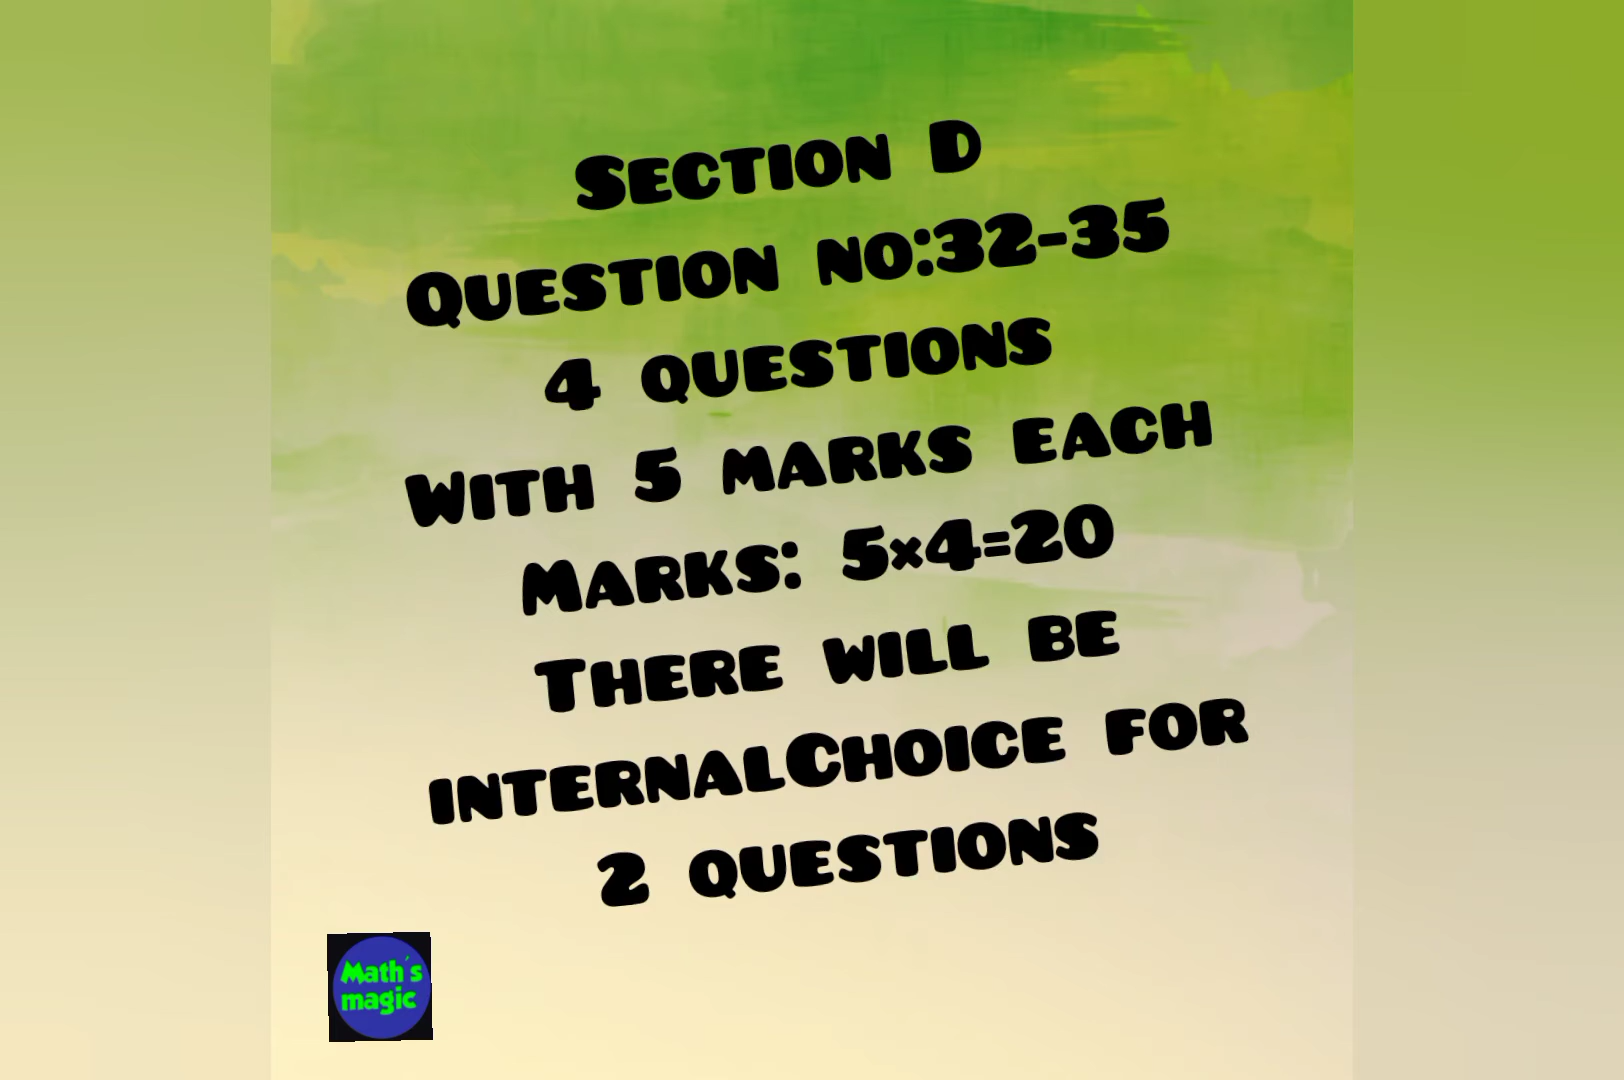 Section D
Question no:32-35
4 questions
With 5 marks each
Marks: 5×4=20
There will be
internalChoice for
2 questions
Math's
magic